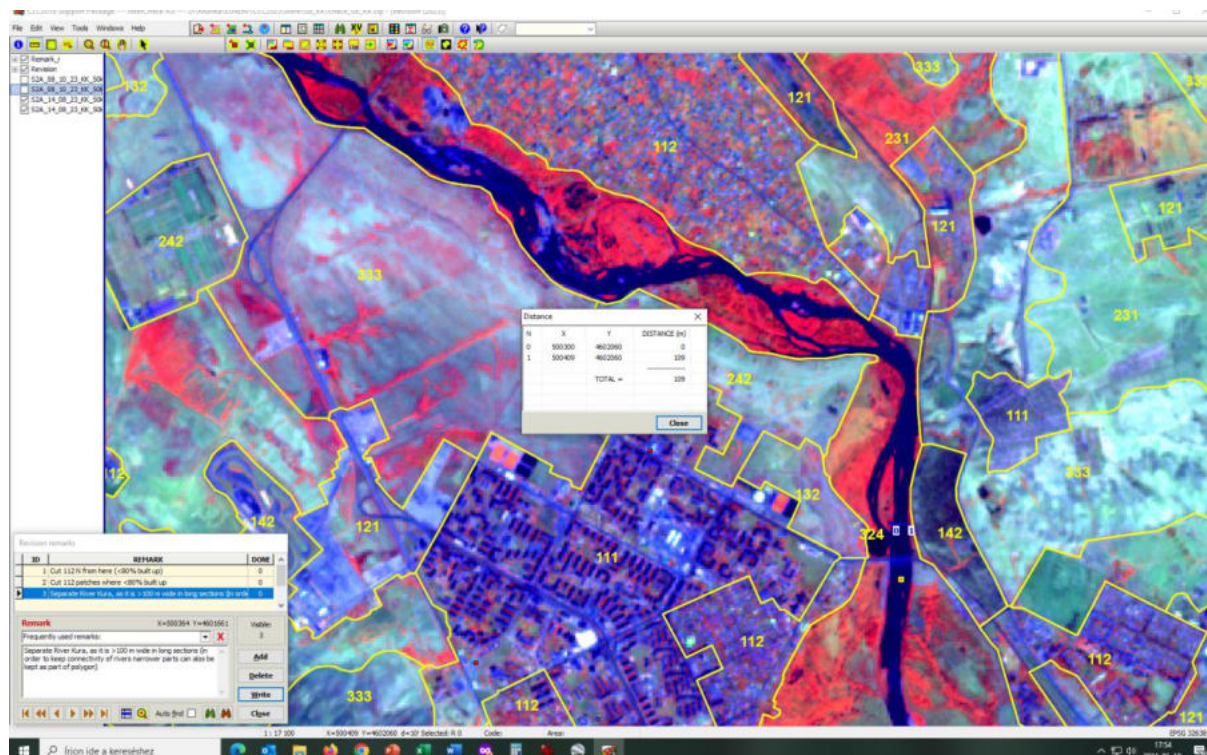 File Edit View Tools Windows Help
Remark_r
Revision
S2A_14_08_23_KK_50k
S2A_14_08_23_KK_50k
132
333
121
231
112
121
121
242
333
231
Distance
N X Y DISTANCE (m)
0 500300 4602060 0
1 500409 4602060 109
TOTAL = 109
Close
242
111
333
112
132
142
121
324
142
111
112
112
333
112
121
Revision remarks
ID REMARK DONE
1 Cut 112 N from here (<80% built up) 0
2 Cut 112 patches where <80% built up 0
3 Separate River Kura, as it is >100 m wide in long sections (in orde 0
Remark X=500364 Y=4601661 Visible:
Frequently used remarks: 3
Separate River Kura, as it is >100 m wide in long sections (in
order to keep connectivity of rivers narrower parts can also be
kept as part of polygon)
Add
Delete
Write
Auto find Close
1: 17 100 X=500409 Y=4602060 Selected: R 0 Code: Area: EPSG 32638
Írjon ide a kereséshez 17:54